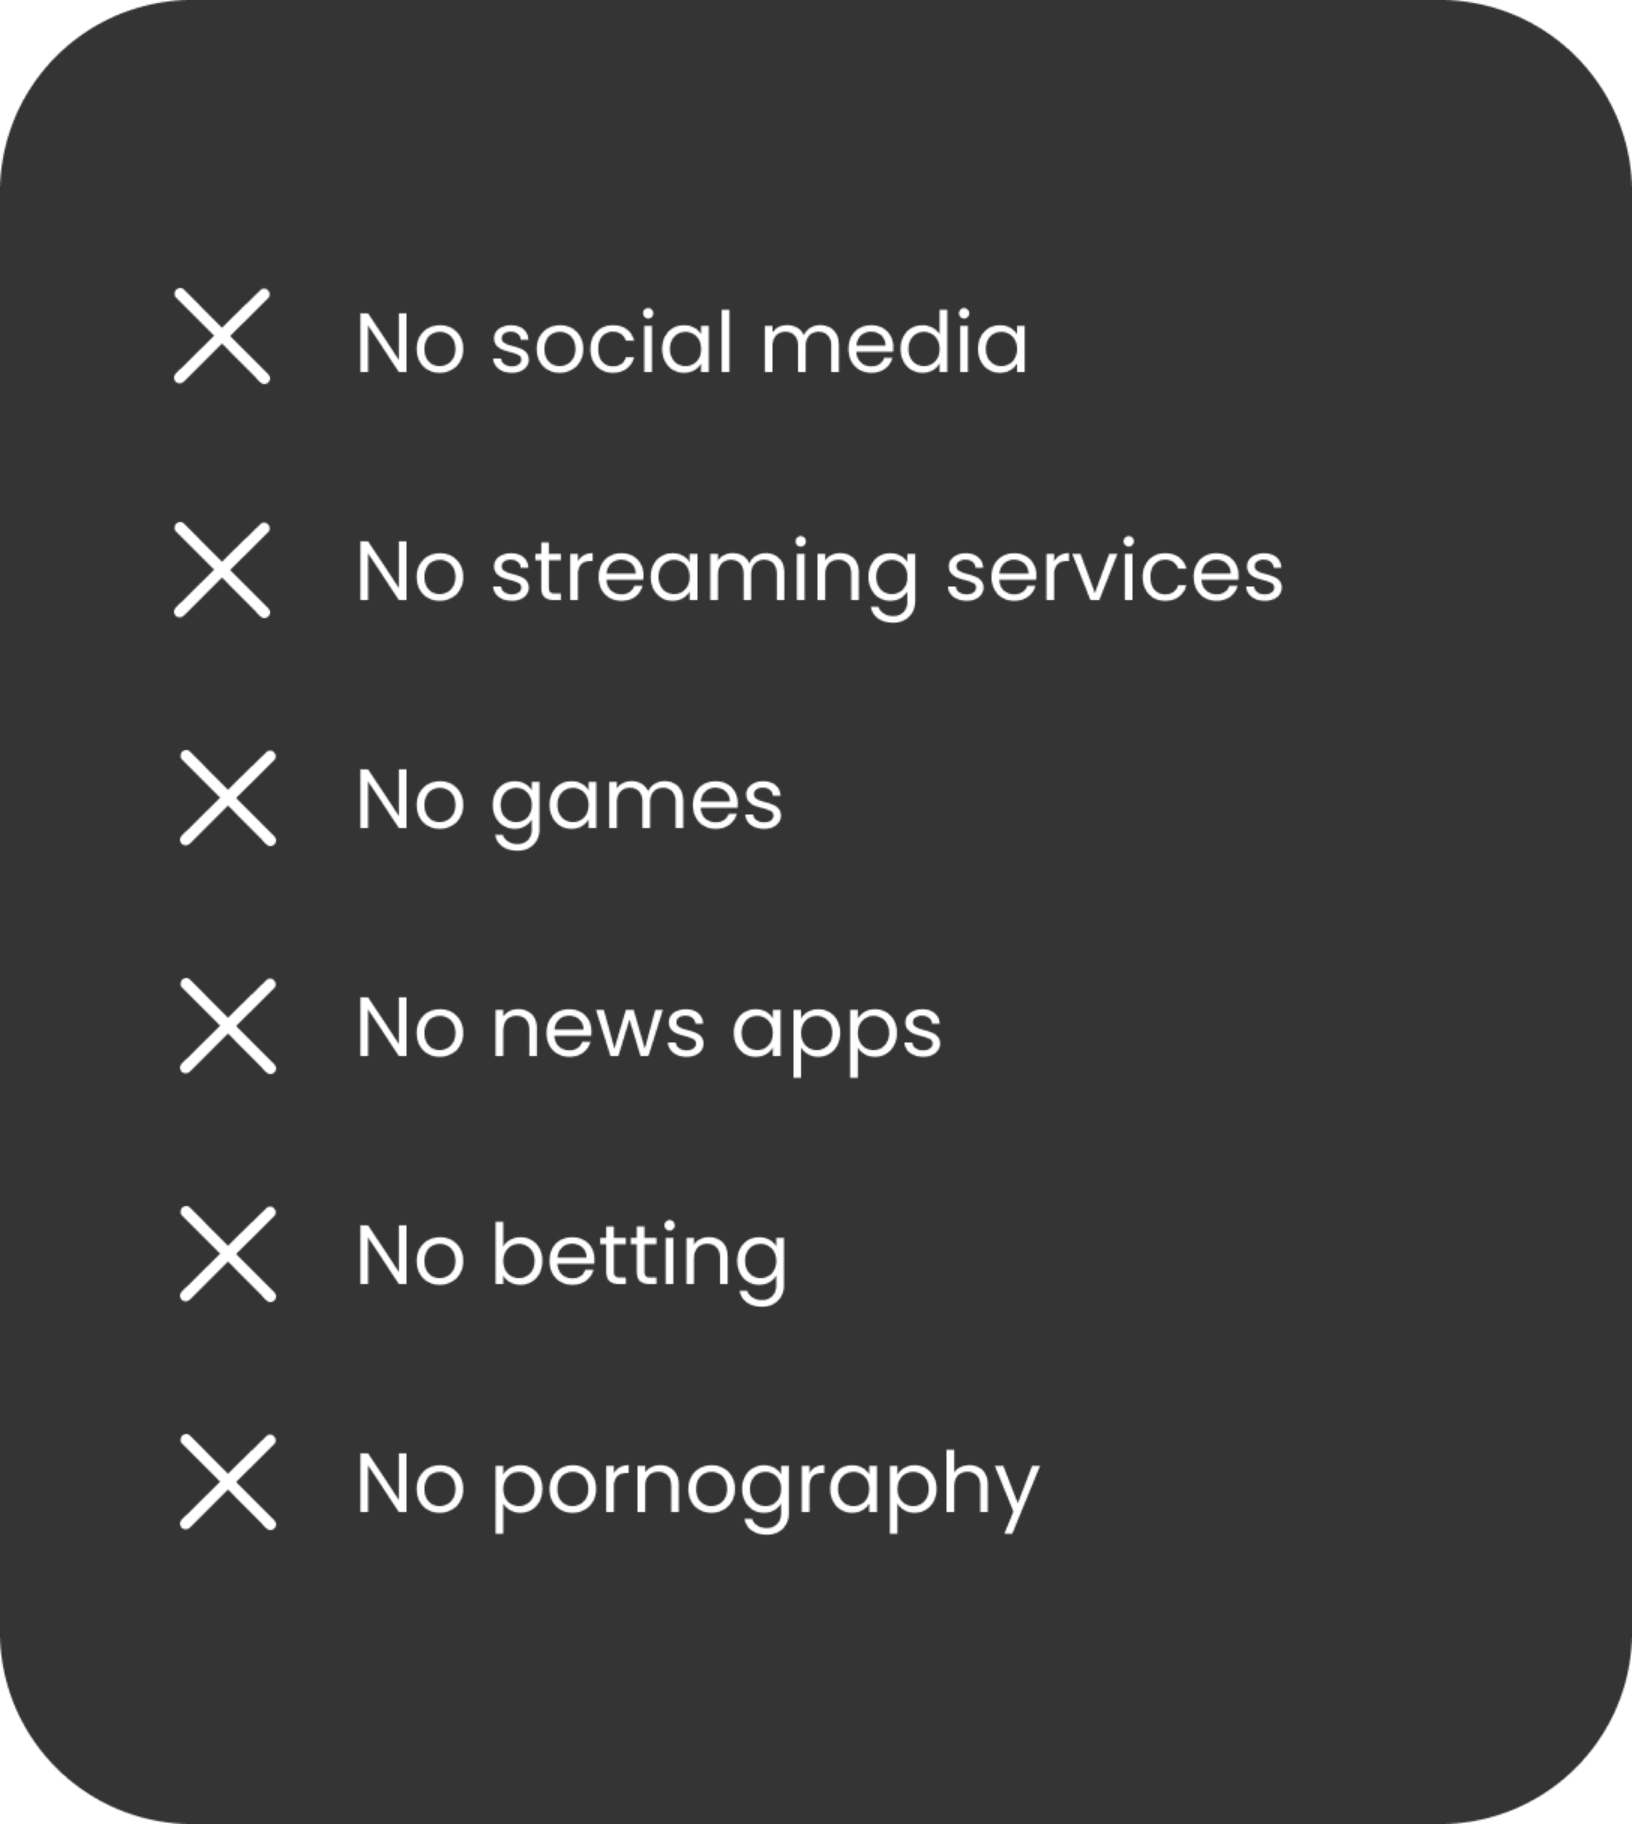 No social media
No streaming services
No games
No news apps
No betting
No pornography